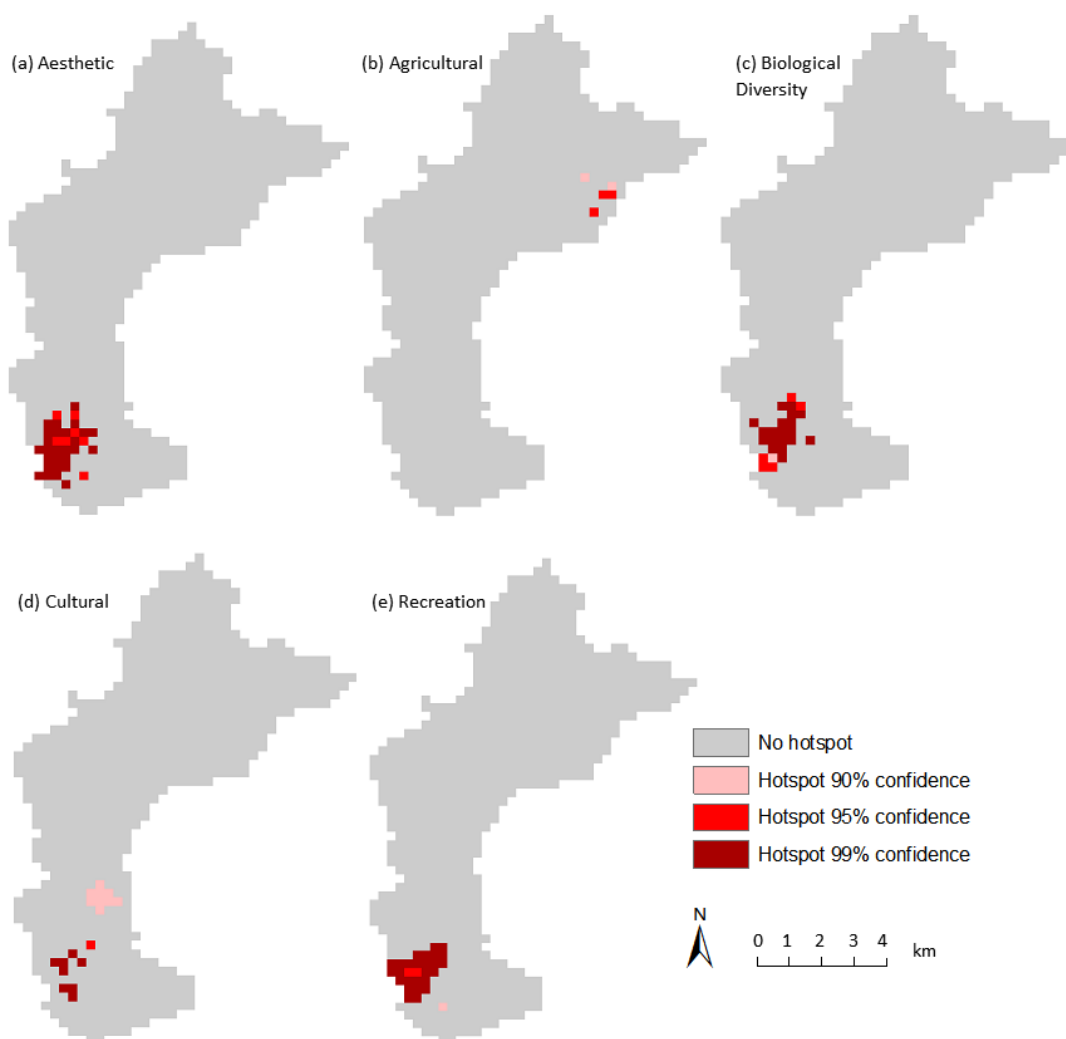 (a) Aesthetic
(b) Agricultural
(c) Biological
Diversity
(d) Cultural
(e) Recreation
No hotspot
Hotspot 90% confidence
Hotspot 95% confidence
Hotspot 99% confidence
N
0 1 2 3 4
km